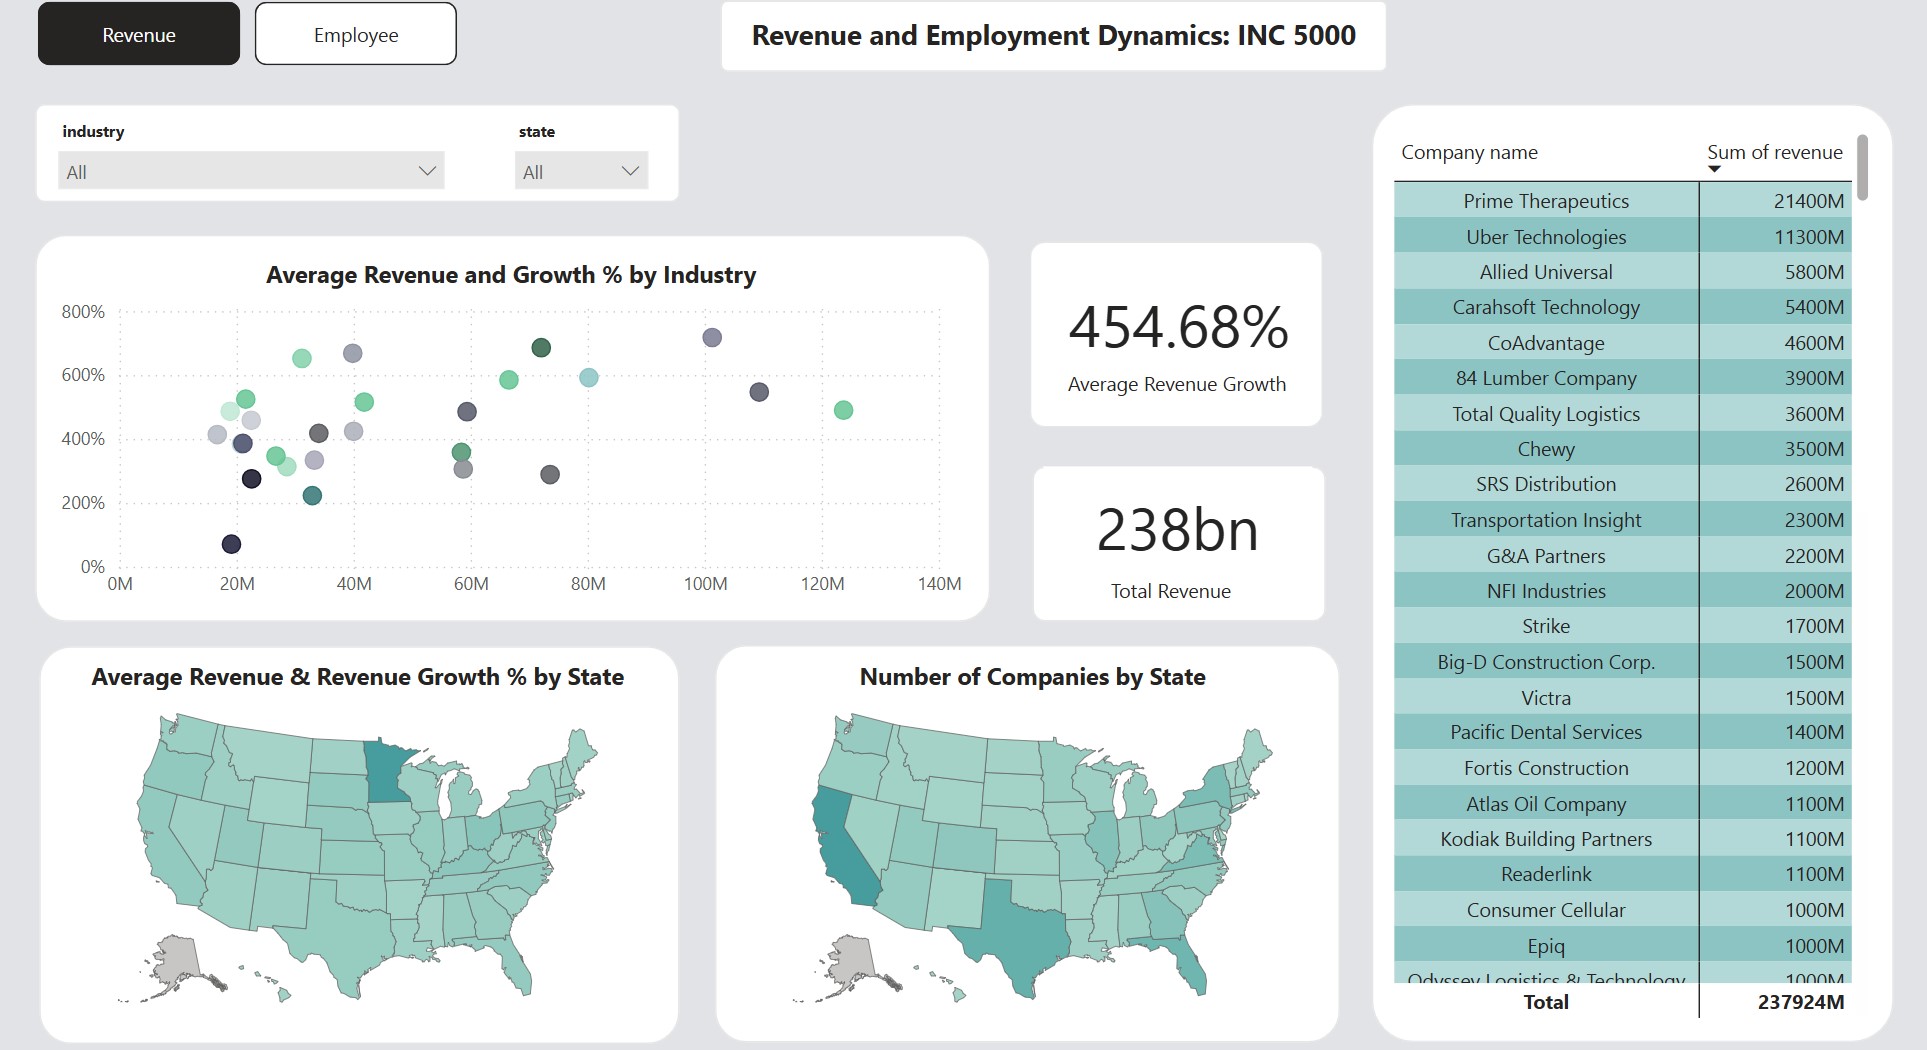 Revenue
Employee
Revenue and Employment Dynamics: INC 5000
industry
state
All
All
Average Revenue and Growth % by Industry
800%
600%
400%
200%
0%
0M 20M 40M 60M 80M 100M 120M 140M
454.68%
Average Revenue Growth
238bn
Total Revenue
Average Revenue & Revenue Growth % by State
Number of Companies by State
Company name Sum of revenue
Prime Therapeutics 21400M
Uber Technologies 11300M
Allied Universal 5800M
Carahsoft Technology 5400M
CoAdvantage 4600M
84 Lumber Company 3900M
Total Quality Logistics 3600M
Chewy 3500M
SRS Distribution 2600M
Transportation Insight 2300M
G&A Partners 2200M
NFI Industries 2000M
Strike 1700M
Big-D Construction Corp. 1500M
Victra 1500M
Pacific Dental Services 1400M
Fortis Construction 1200M
Atlas Oil Company 1100M
Kodiak Building Partners 1100M
Readerlink 1100M
Consumer Cellular 1000M
Epiq 1000M
Odyssey Logistics & Technology 1000M
Total 237924M